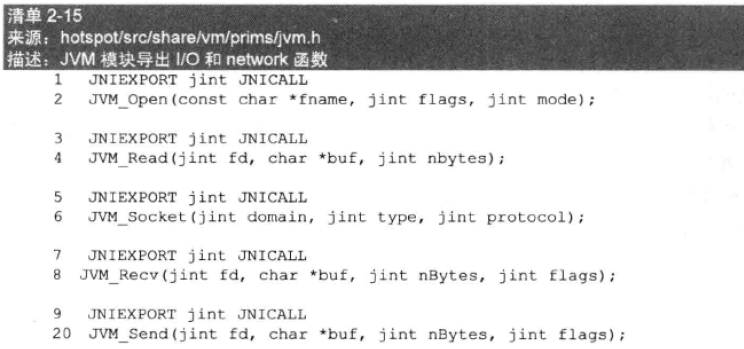 清单 2-15
来源：hotspot/src/share/vm/prims/jvm.h
描述：JVM 模块导出 I/O 和 network 函数
1 JNIEXPORT jint JNICALL
2 JVM_Open(const char *fname, jint flags, jint mode);
3 JNIEXPORT jint JNICALL
4 JVM_Read(jint fd, char *buf, jint nbytes);
5 JNIEXPORT jint JNICALL
6 JVM_Socket(jint domain, jint type, jint protocol);
7 JNIEXPORT jint JNICALL
8 JVM_Recv(jint fd, char *buf, jint nBytes, jint flags);
9 JNIEXPORT jint JNICALL
20 JVM_Send(jint fd, char *buf, jint nBytes, jint flags);